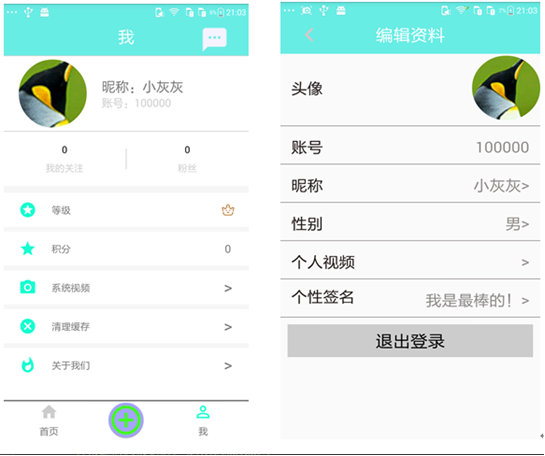 21:03
我
昵称：小灰灰
账号：100000
0
0
我的关注
粉丝
等级
积分
0
系统视频
>
清理缓存
>
关于我们
>
首页
我
21:03
<
编辑资料
头像
账号
100000
昵称
小灰灰>
性别
男>
个人视频
>
个性签名
我是最棒的！>
退出登录